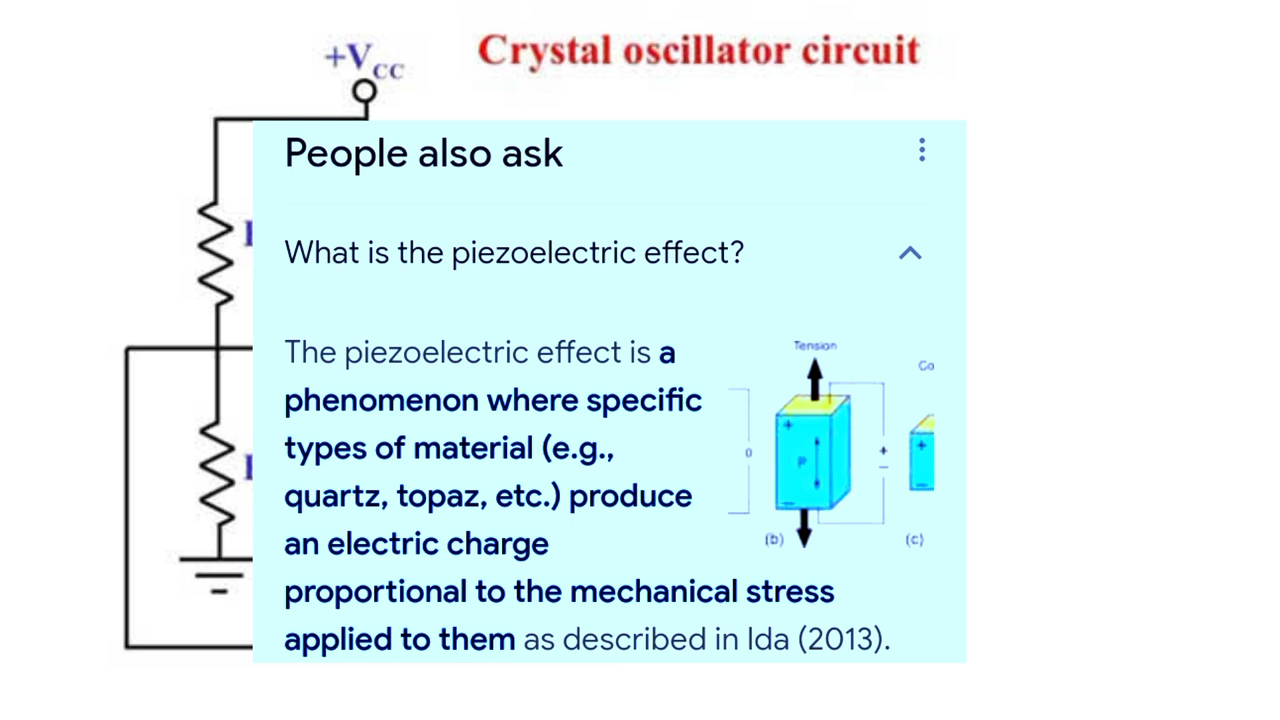 +VCC
Crystal oscillator circuit
People also ask
What is the piezoelectric effect?
The piezoelectric effect is a
phenomenon where specific
types of material (e.g.,
quartz, topaz, etc.) produce
an electric charge
proportional to the mechanical stress
applied to them as described in Ida (2013).
Tension
Co
+
+
+
0
P
(b)
(c)